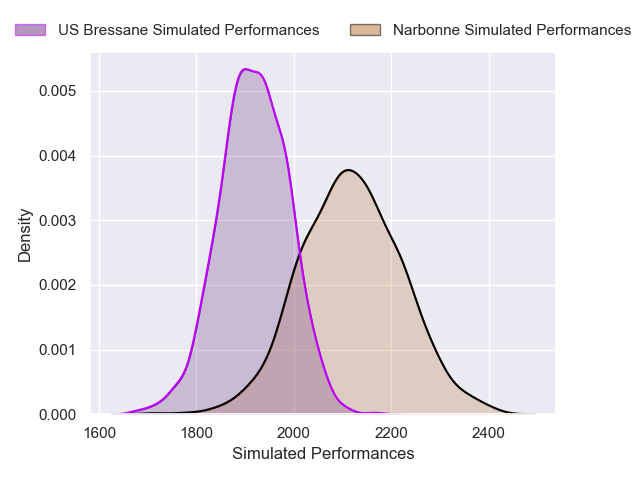 US Bressane Simulated Performances
Narbonne Simulated Performances
0.005
0.004
0.003
0.002
0.001
0.000
Density
1600
1800
2000
2200
2400
Simulated Performances